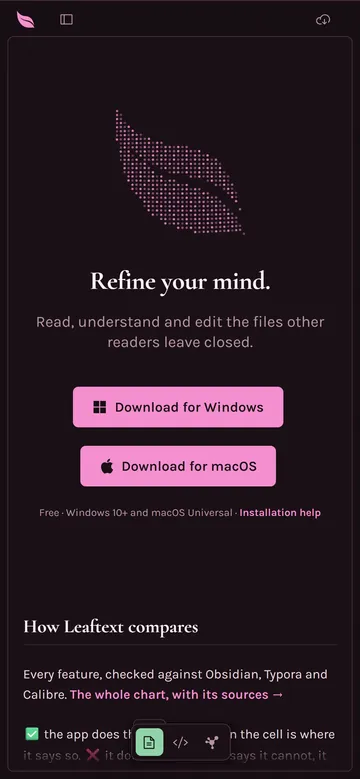 Refine your mind.
Read, understand and edit the files other
readers leave closed.
Download for Windows
Download for macOS
Free · Windows 10+ and macOS Universal · Installation help
How Leaftext compares
Every feature, checked against Obsidian, Typora and
Calibre. The whole chart, with its sources →
✅ the app does th n the cell is where
it says so. ❌ it do says it cannot, it